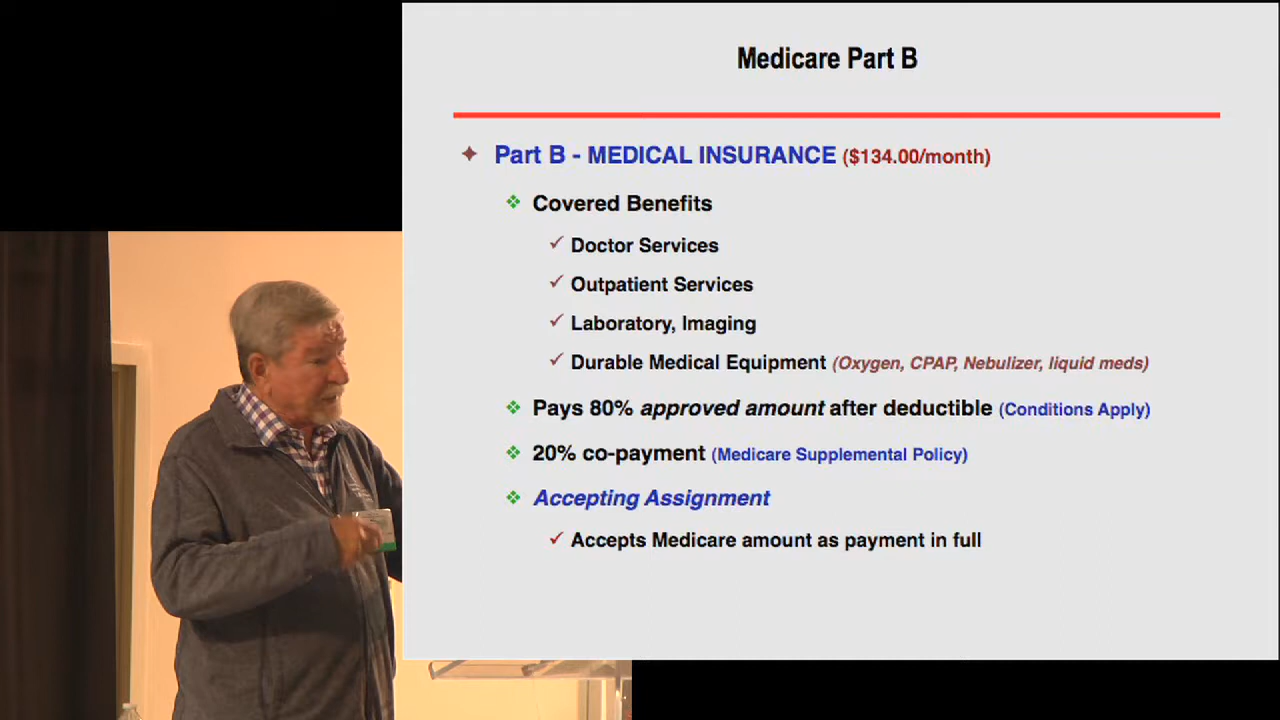 Medicare Part B
Part B - MEDICAL INSURANCE ($134.00/month)
Covered Benefits
Doctor Services
Outpatient Services
Laboratory, Imaging
Durable Medical Equipment (Oxygen, CPAP, Nebulizer, liquid meds)
Pays 80% approved amount after deductible (Conditions Apply)
20% co-payment (Medicare Supplemental Policy)
Accepting Assignment
Accepts Medicare amount as payment in full